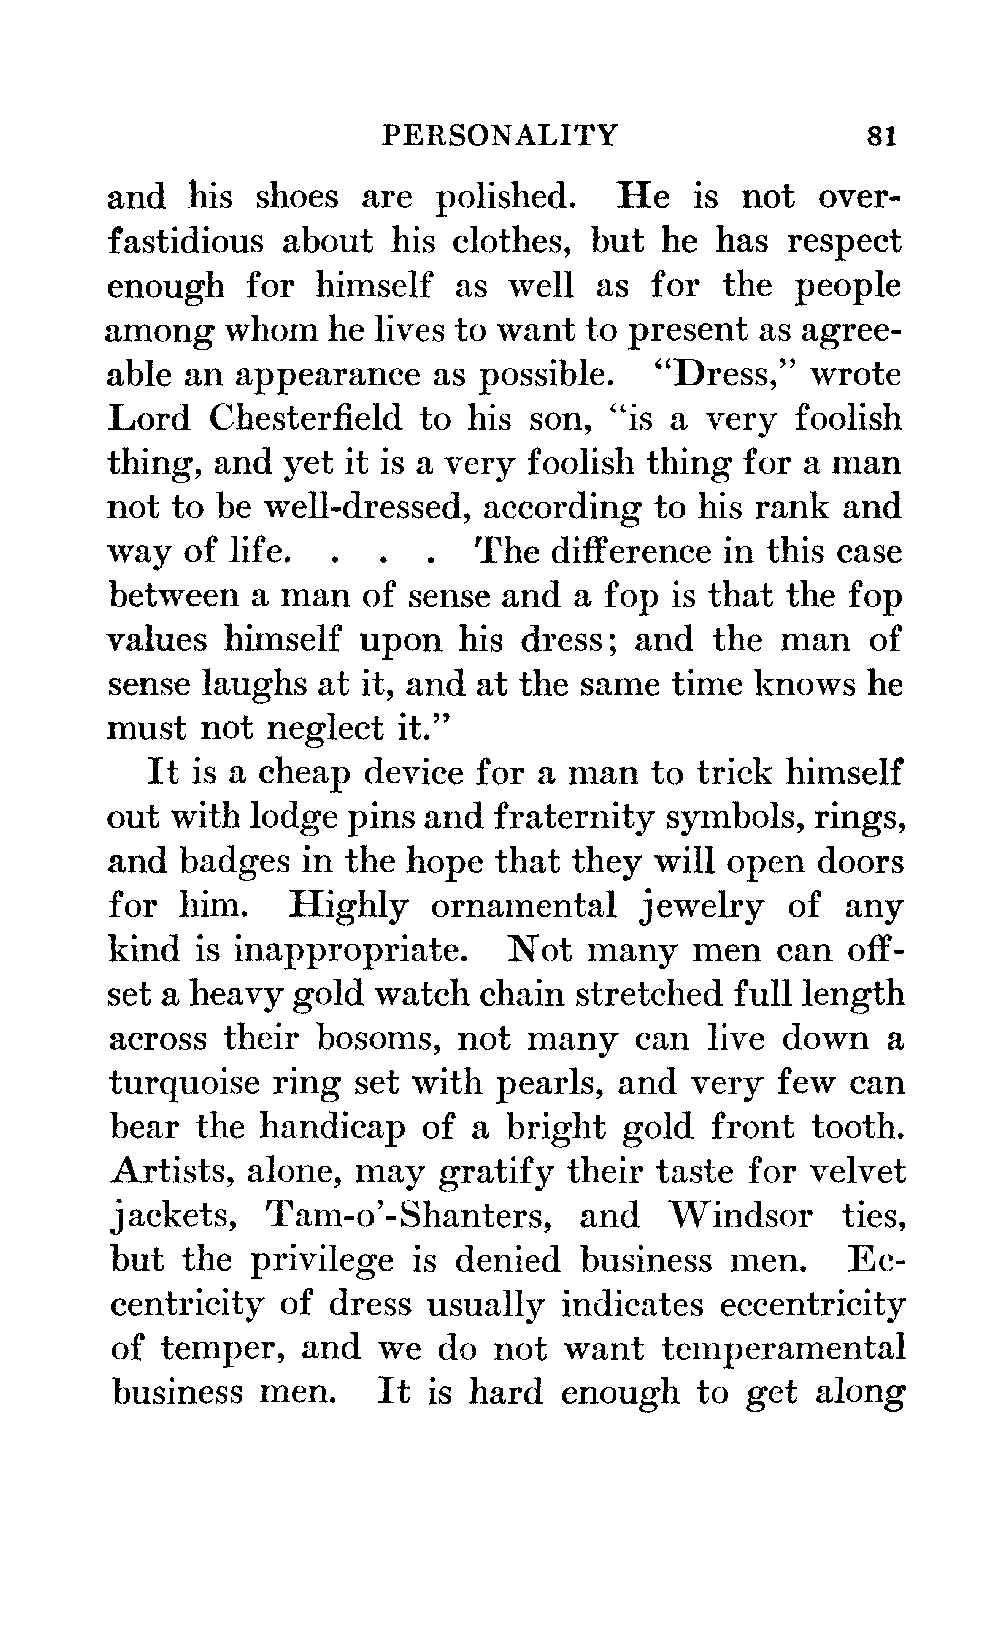 PERSONALITY 81
and his shoes are polished. He is not over-
fastidious about his clothes, but he has respect
enough for himself as well as for the people
among whom he lives to want to present as agree-
able an appearance as possible. “Dress,” wrote
Lord Chesterfield to his son, “is a very foolish
thing, and yet it is a very foolish thing for a man
not to be well-dressed, according to his rank and
way of life. . . . The difference in this case
between a man of sense and a fop is that the fop
values himself upon his dress; and the man of
sense laughs at it, and at the same time knows he
must not neglect it.”
It is a cheap device for a man to trick himself
out with lodge pins and fraternity symbols, rings,
and badges in the hope that they will open doors
for him. Highly ornamental jewelry of any
kind is inappropriate. Not many men can off-
set a heavy gold watch chain stretched full length
across their bosoms, not many can live down a
turquoise ring set with pearls, and very few can
bear the handicap of a bright gold front tooth.
Artists, alone, may gratify their taste for velvet
jackets, Tam-o’-Shanters, and Windsor ties,
but the privilege is denied business men. Ec-
centricity of dress usually indicates eccentricity
of temper, and we do not want temperamental
business men. It is hard enough to get along